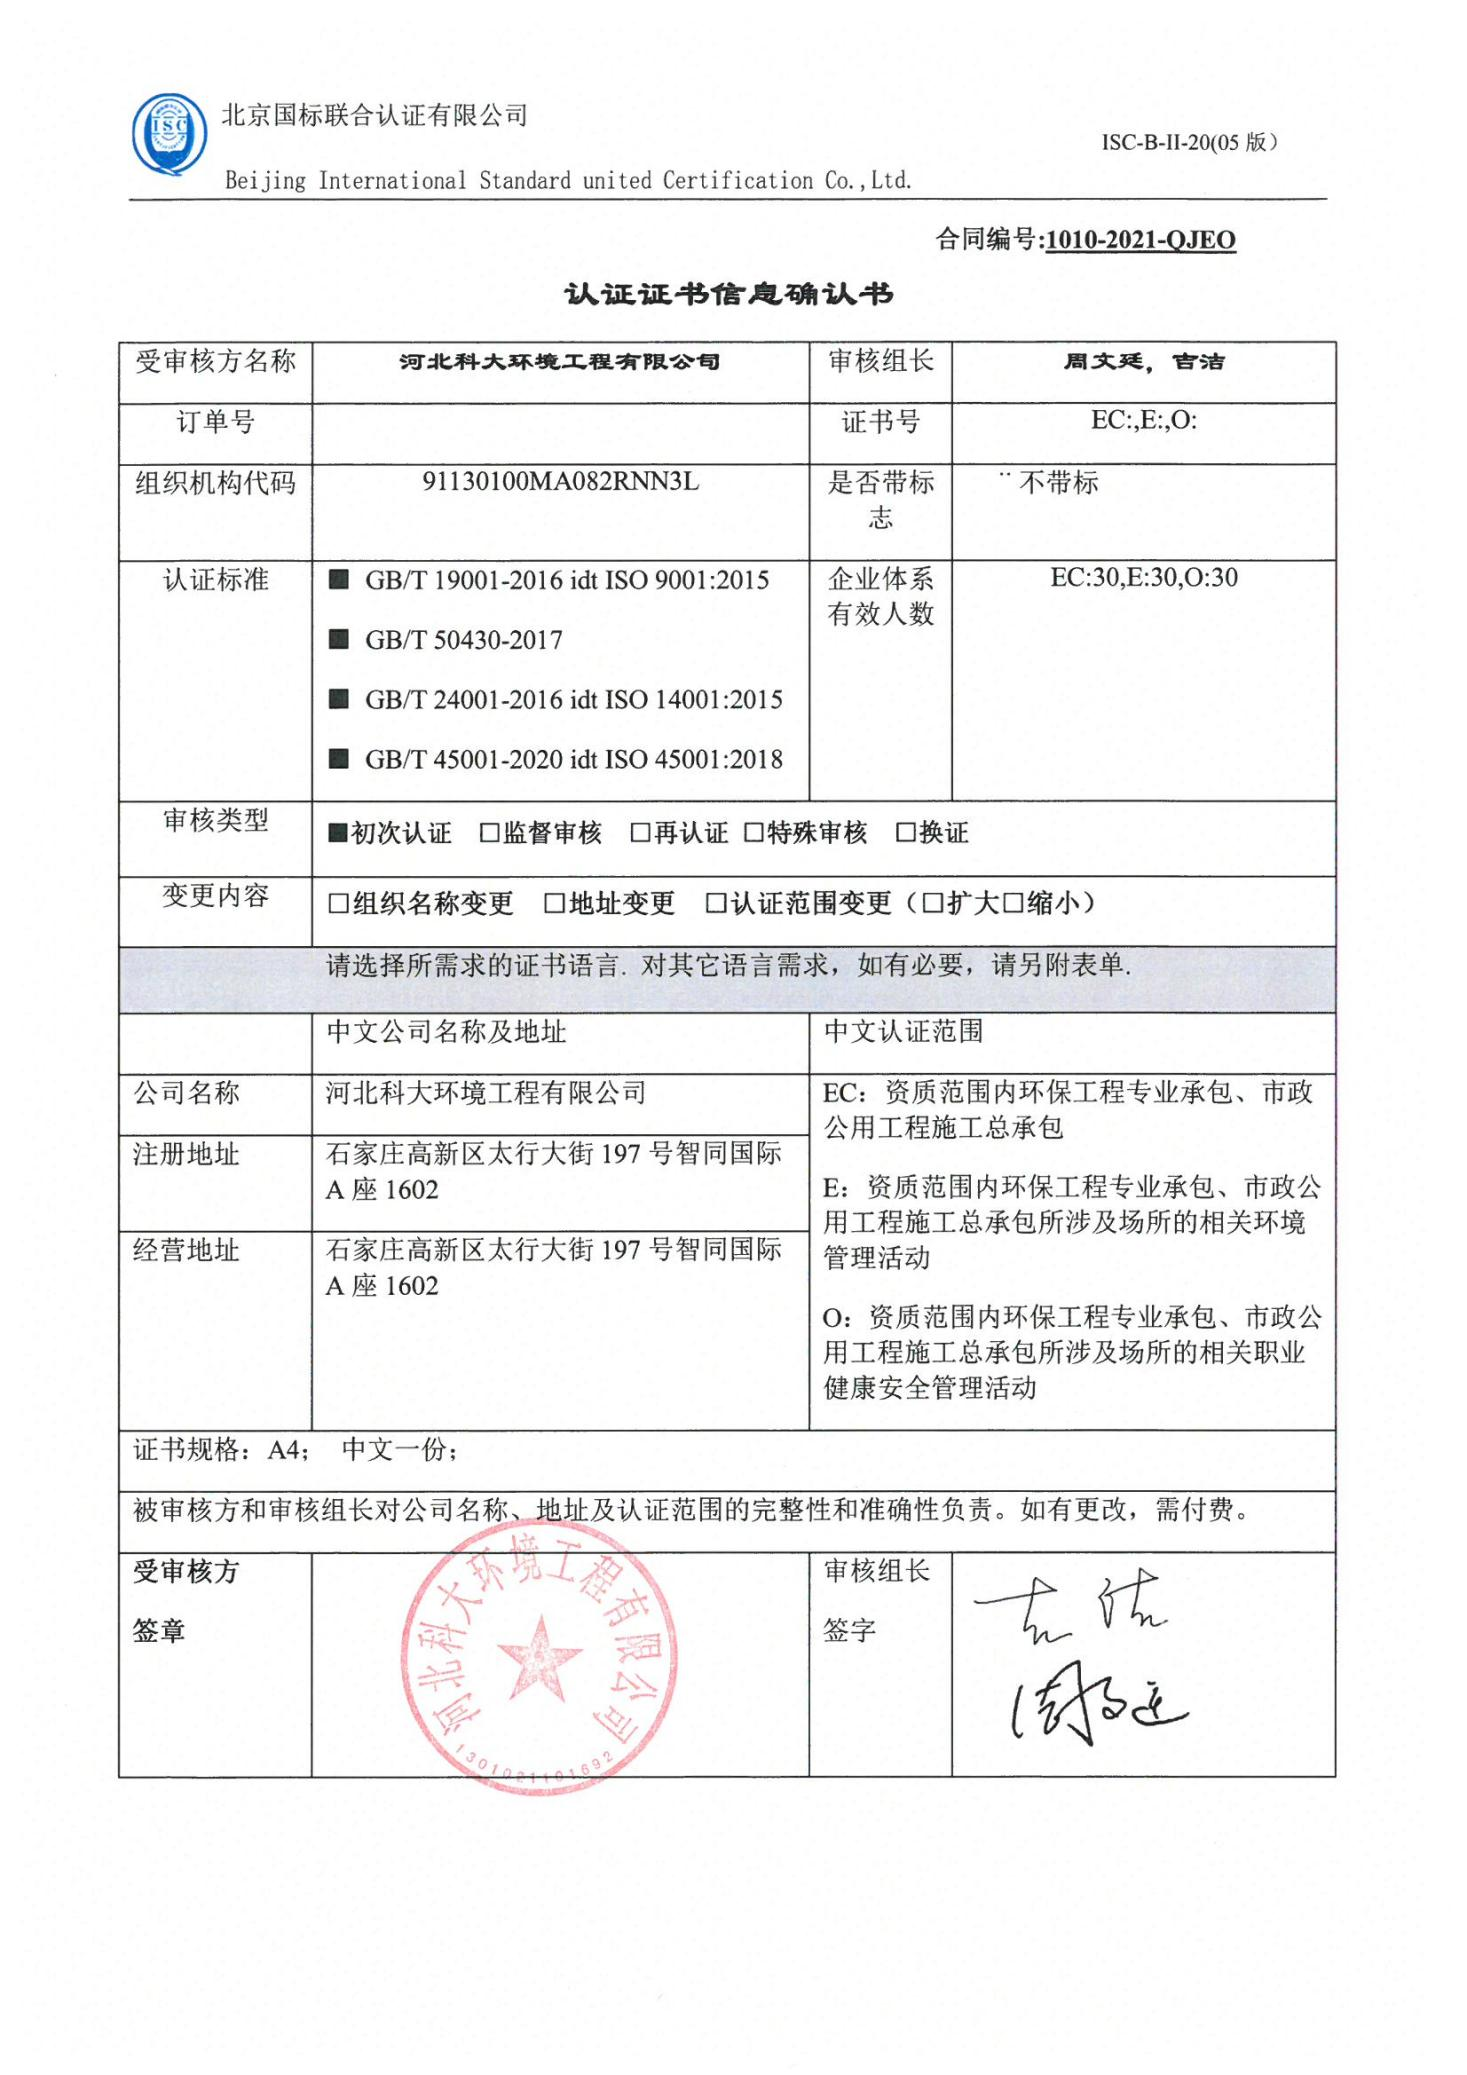 北京国标联合认证有限公司
ISC-B-II-20(05 版）
Beijing International Standard united Certification Co.,Ltd.
ISC
合同编号:1010-2021-QJEO
认证证书信息确认书
受审核方名称 河北科大环境工程有限公司 审核组长 周文廷，吉洁
订单号 证书号 EC:,E:,O:
组织机构代码 91130100MA082RNN3L 是否带标 ¨ 不带标
志
认证标准 ■ GB/T 19001-2016 idt ISO 9001:2015 企业体系 EC:30,E:30,O:30
有效人数
■ GB/T 50430-2017
■ GB/T 24001-2016 idt ISO 14001:2015
■ GB/T 45001-2020 idt ISO 45001:2018
审核类型 ■初次认证 □监督审核 □再认证 □特殊审核 □换证
变更内容 □组织名称变更 □地址变更 □认证范围变更（□扩大□缩小）
请选择所需求的证书语言. 对其它语言需求，如有必要，请另附表单.
中文公司名称及地址 中文认证范围
公司名称 河北科大环境工程有限公司
注册地址 石家庄高新区太行大街 197 号智同国际
A 座 1602
经营地址 石家庄高新区太行大街 197 号智同国际
A 座 1602
EC：资质范围内环保工程专业承包、市政
公用工程施工总承包
E：资质范围内环保工程专业承包、市政公
用工程施工总承包所涉及场所的相关环境
管理活动
O：资质范围内环保工程专业承包、市政公
用工程施工总承包所涉及场所的相关职业
健康安全管理活动
证书规格：A4； 中文一份；
被审核方和审核组长对公司名称、地址及认证范围的完整性和准确性负责。如有更改，需付费。
受审核方
签章
河北科大环境工程有限公司
1301021101692
审核组长
签字
吉洁
周文廷